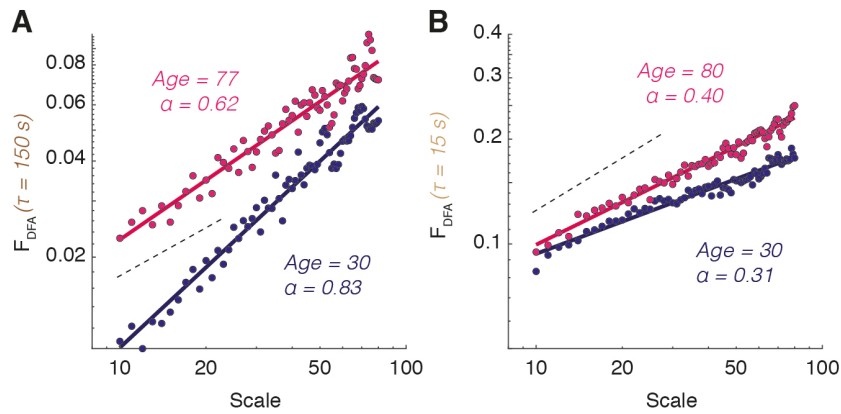 A
0.08
0.06
0.04
0.02
F_DFA (τ = 150 s)
Age = 77
α = 0.62
Age = 30
α = 0.83
10
20
50
100
Scale
B
0.4
0.3
0.2
0.1
F_DFA (τ = 15 s)
Age = 80
α = 0.40
Age = 30
α = 0.31
10
20
50
100
Scale